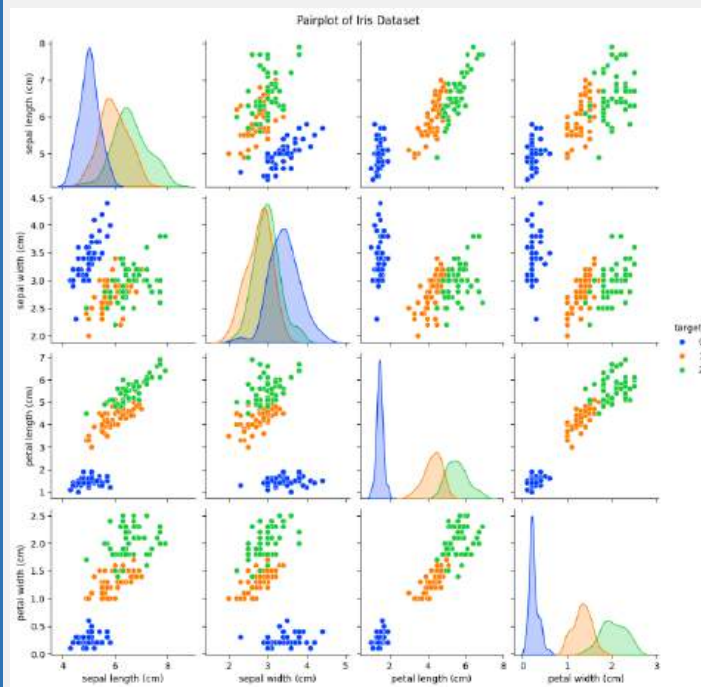 Pairplot of Iris Dataset
sepal length (cm)
8
7
6
5
sepal width (cm)
4.5
4.0
3.5
3.0
2.5
2.0
target
petal length (cm)
7
6
5
4
3
2
1
petal width (cm)
2.5
2.0
1.5
1.0
0.5
0.0
4 6 8
2 3 4 5
2 4 6 8
0 1 2 3
sepal length (cm)
sepal width (cm)
petal length (cm)
petal width (cm)